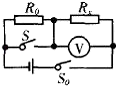 R₀ Rₓ
S V
S₀